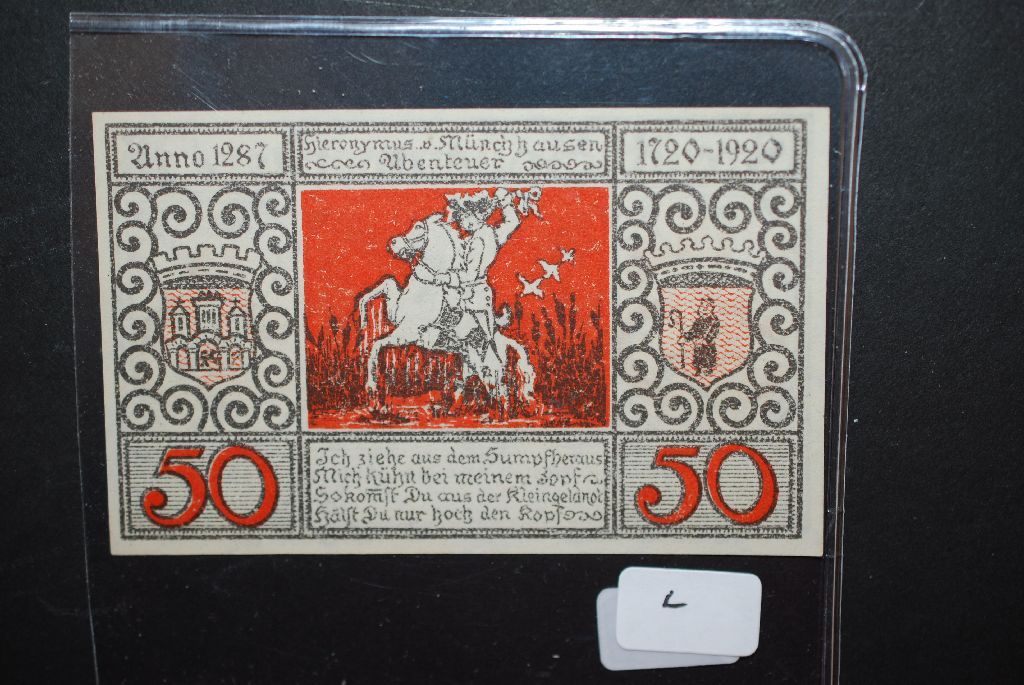 Anno 1287
Hieronymus v. Münchhausen
Abenteuer
1720-1920
50
Ich ziehe aus dem Sumpf heraus
Mich kühn bei meinem Zopf
So komst Du aus der Kleingeldnot
Hälst Du nur hoch den Kopf
50
L